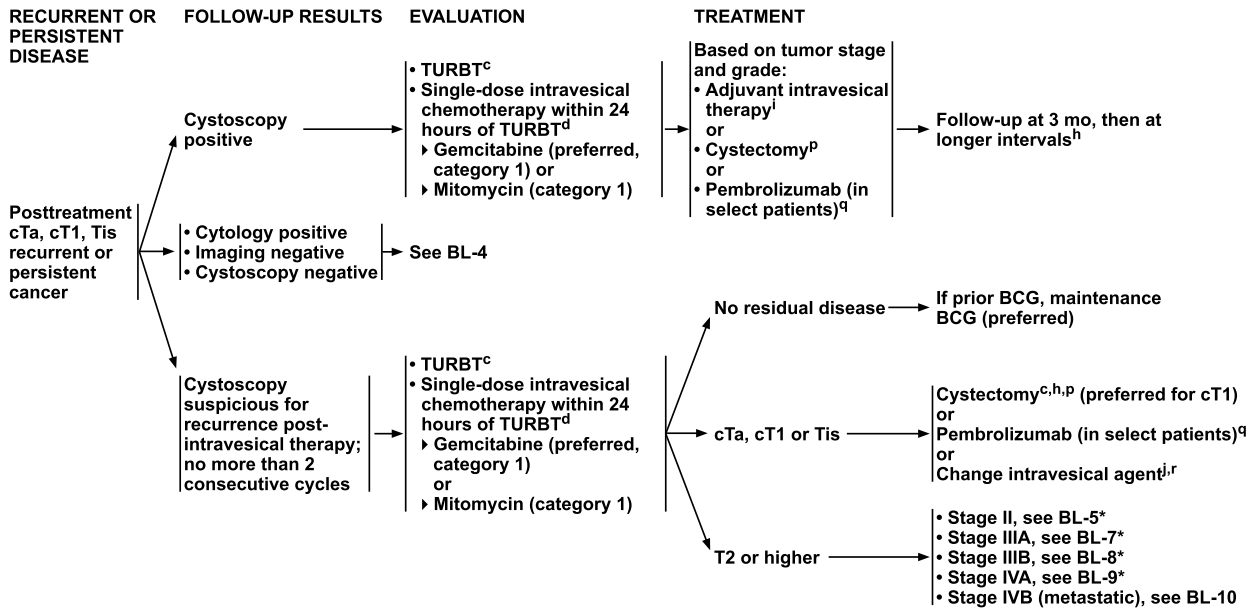 RECURRENT OR
PERSISTENT
DISEASE
FOLLOW-UP RESULTS
EVALUATION
TREATMENT
Posttreatment
cTa, cT1, Tis
recurrent or
persistent
cancer
Cystoscopy
positive
• TURBTc
• Single-dose intravesical
chemotherapy within 24
hours of TURBTd
Gemcitabine (preferred,
category 1) or
Mitomycin (category 1)
Based on tumor stage
and grade:
• Adjuvant intravesical
therapyi
or
• Cystectomyp
or
• Pembrolizumab (in
select patients)q
Follow-up at 3 mo, then at
longer intervalsh
• Cytology positive
• Imaging negative
• Cystoscopy negative
See BL-4
Cystoscopy
suspicious for
recurrence post-
intravesical therapy;
no more than 2
consecutive cycles
• TURBTc
• Single-dose intravesical
chemotherapy within 24
hours of TURBTd
Gemcitabine (preferred,
category 1)
or
Mitomycin (category 1)
No residual disease
If prior BCG, maintenance
BCG (preferred)
cTa, cT1 or Tis
Cystectomyc,h,p (preferred for cT1)
or
Pembrolizumab (in select patients)q
or
Change intravesical agentj,r
T2 or higher
• Stage II, see BL-5*
• Stage IIIA, see BL-7*
• Stage IIIB, see BL-8*
• Stage IVA, see BL-9*
• Stage IVB (metastatic), see BL-10